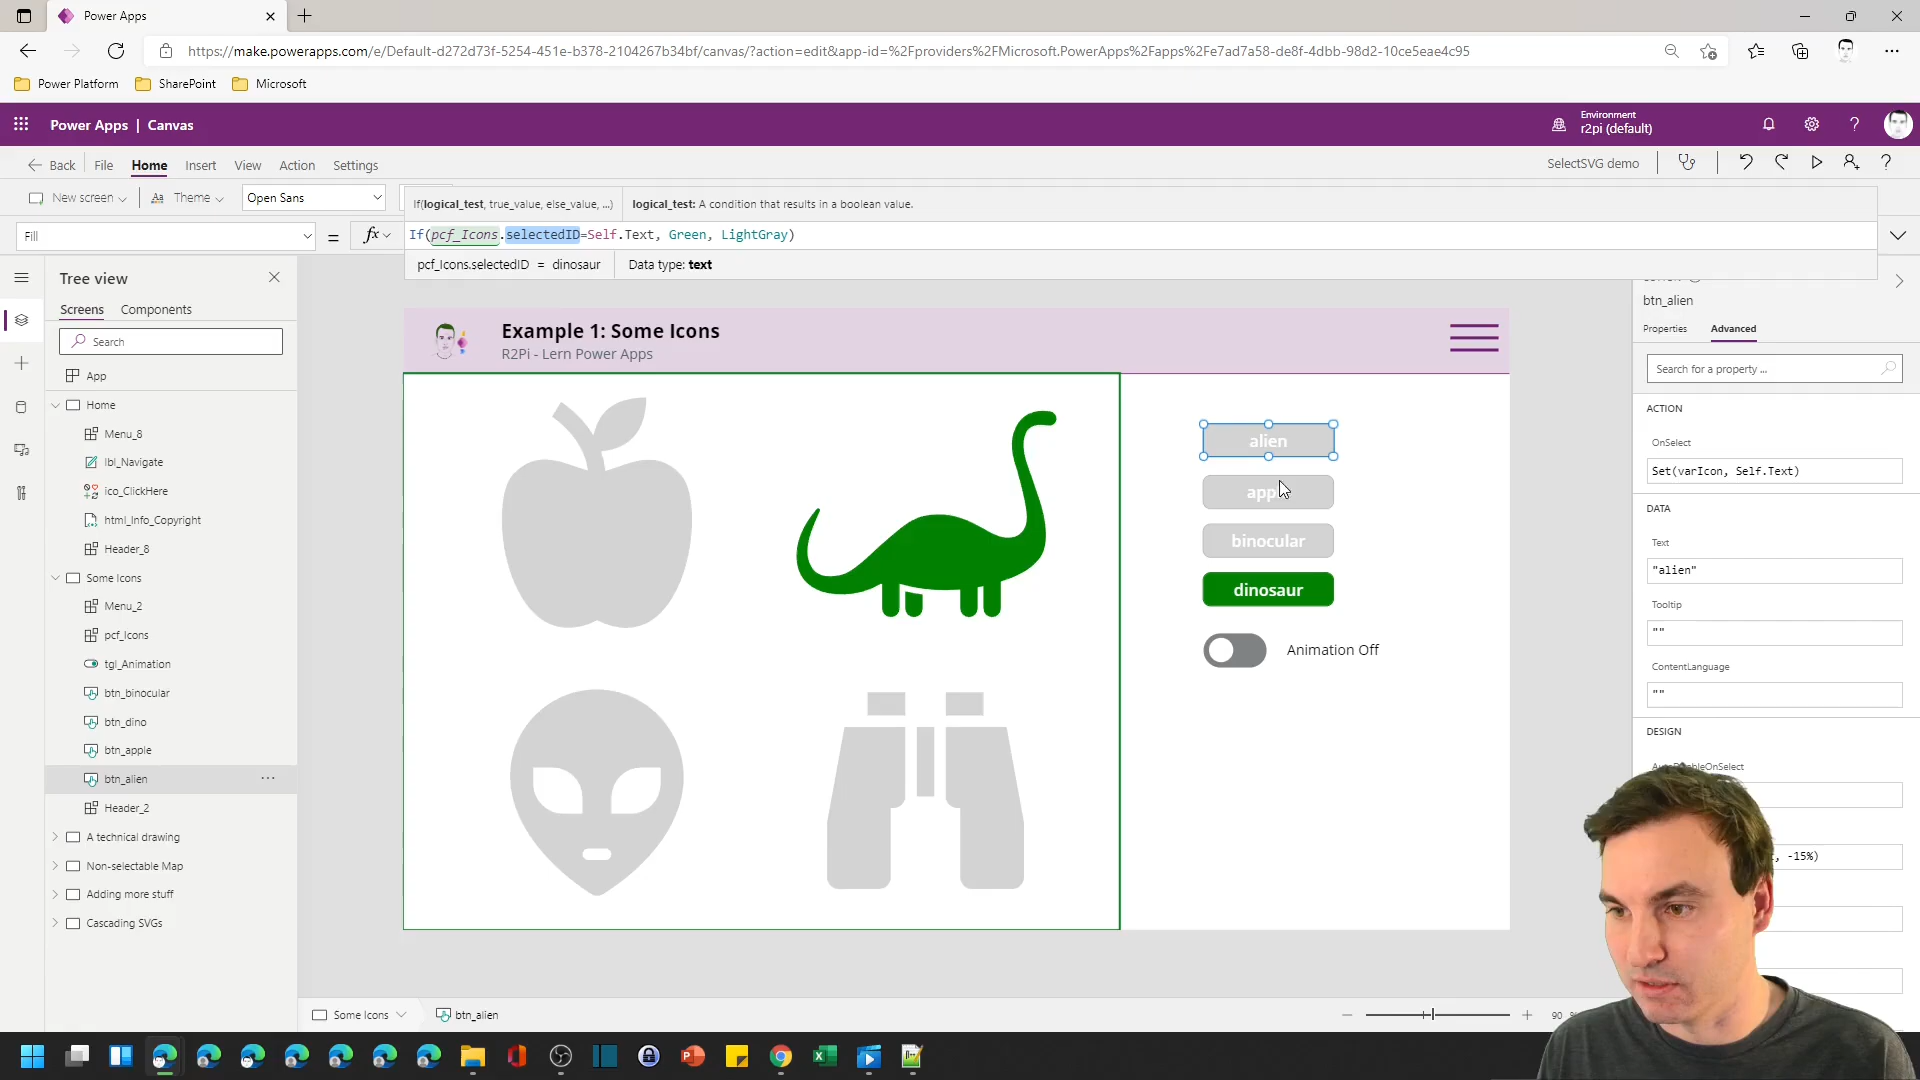 Power Apps
https://make.powerapps.com/e/Default-d272d73f-5254-451e-b378-2104267b34bf/canvas/?action=edit&app-id=%2Fproviders%2FMicrosoft.PowerApps%2Fapps%2Fe7ad7a58-de8f-4dbb-98d2-10ce5eae4c95
Power Platform SharePoint Microsoft
Power Apps | Canvas
Environment
r2pi (default)
Back File Home Insert View Action Settings
SelectSVG demo
New screen Theme Open Sans
If(logical_test, true_value, else_value, ...) logical_test: A condition that results in a boolean value.
Fill = fx If(pcf_Icons.selectedID=Self.Text, Green, LightGray)
pcf_Icons.selectedID = dinosaur Data type: text
Tree view
Screens Components
Search
App
Home
Menu_8
lbl_Navigate
ico_ClickHere
html_Info_Copyright
Header_8
Some Icons
Menu_2
pcf_Icons
tgl_Animation
btn_binocular
btn_dino
btn_apple
btn_alien
Header_2
A technical drawing
Non-selectable Map
Adding more stuff
Cascading SVGs
Example 1: Some Icons
R2Pi - Lern Power Apps
alien
binocular
dinosaur
Animation Off
btn_alien
Properties Advanced
Search for a property ...
ACTION
OnSelect
Set(varIcon, Self.Text)
DATA
Text
"alien"
Tooltip
""
ContentLanguage
""
DESIGN
, -15%)
Some Icons btn_alien
90